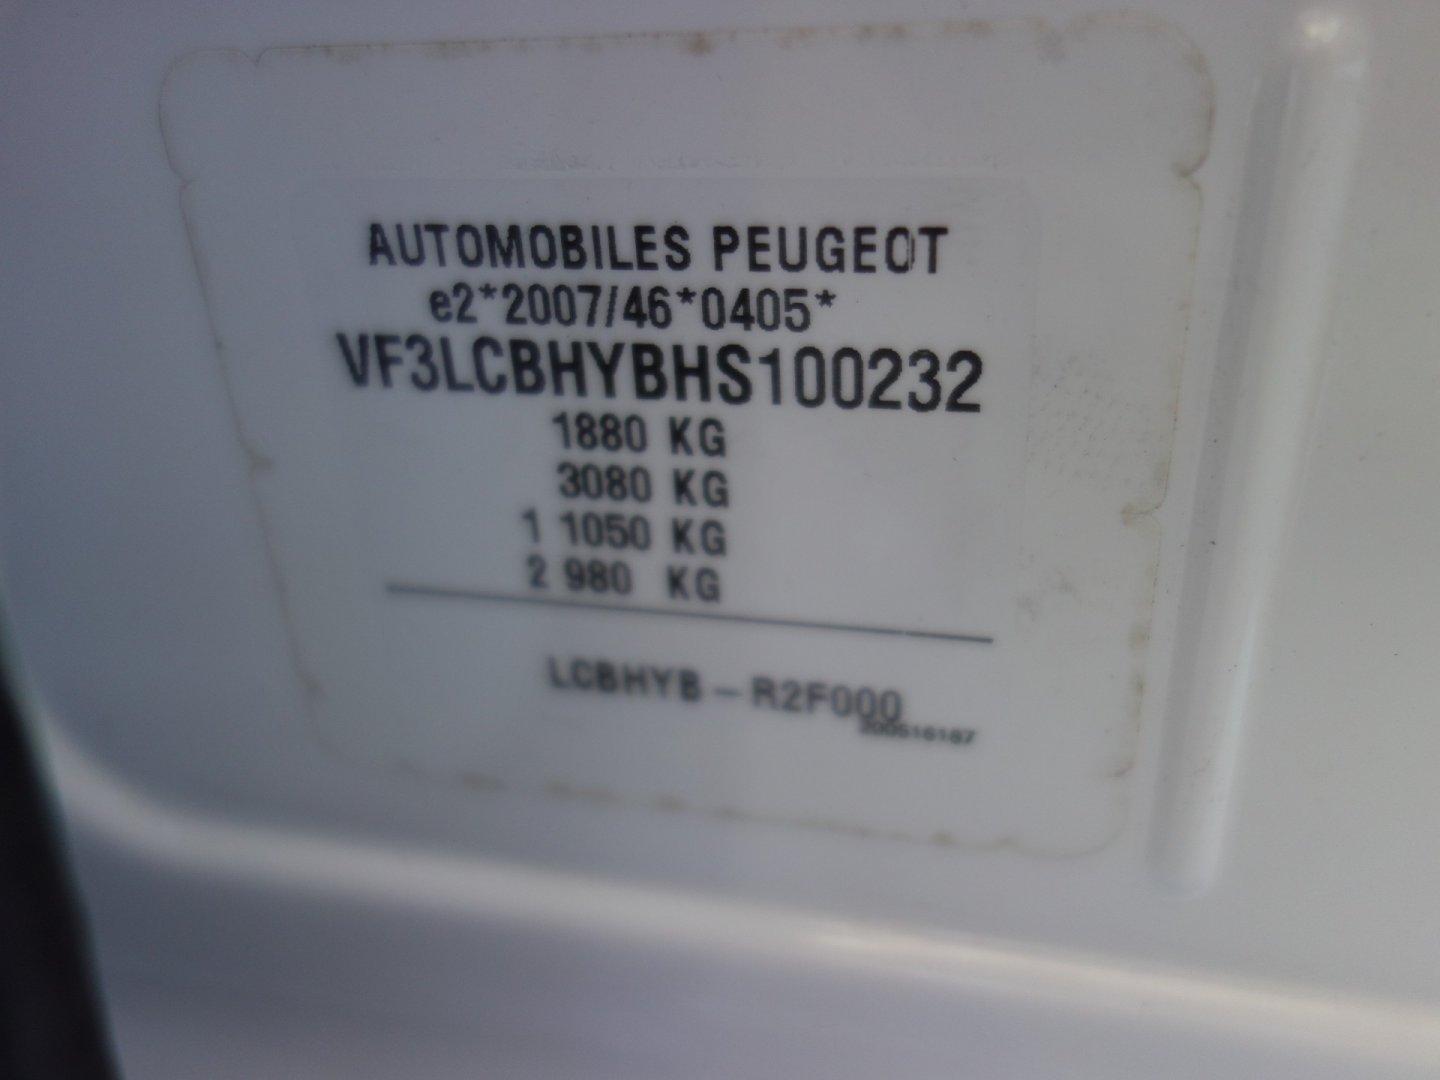 AUTOMOBILES PEUGEOT
e2*2007/46*0405*
VF3LCBHYBHS100232
1880 KG
3080 KG
1 1050 KG
2 980 KG
LCBHYB – R2F000